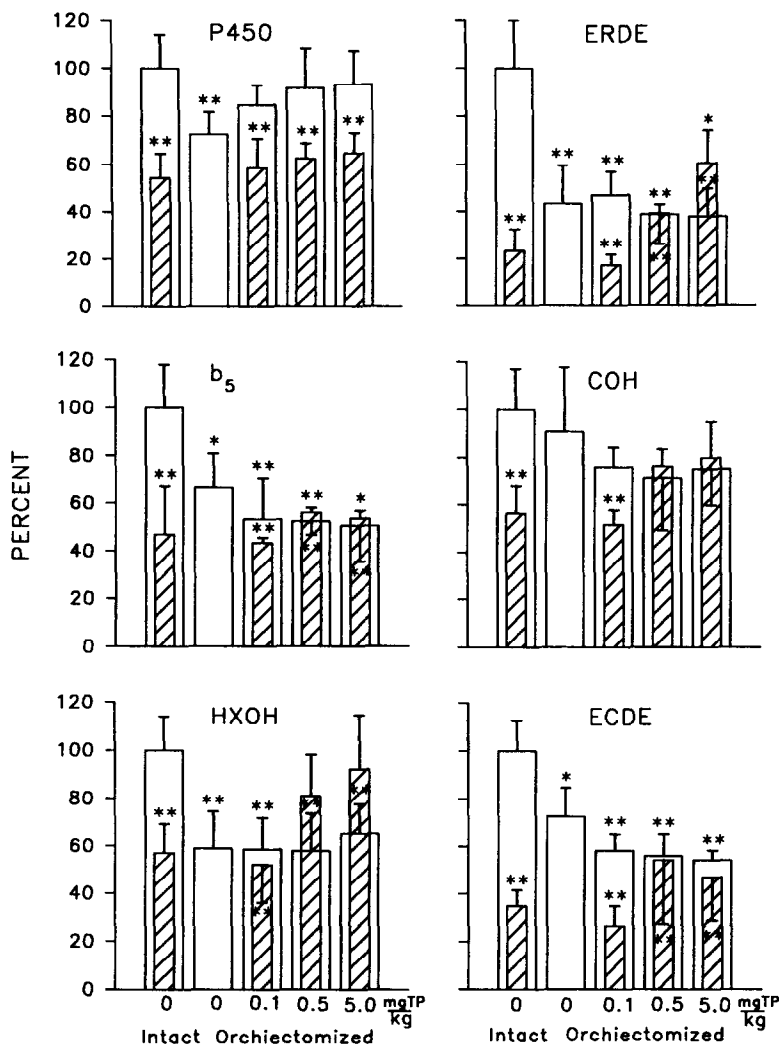 P450
120
100
80
60
40
20
0
** ** ** ** ** **
ERDE
** ** ** ** ** ** * **
b5
120
100
80
60
40
20
0
** * ** ** ** ** * **
COH
** **
PERCENT
HXOH
120
100
80
60
40
20
0
** ** ** ** ** **
ECDE
** * ** ** ** ** ** **
0 0 0.1 0.5 5.0 mgTP/kg
Intact Orchiectomized
0 0 0.1 0.5 5.0 mgTP/kg
Intact Orchiectomized